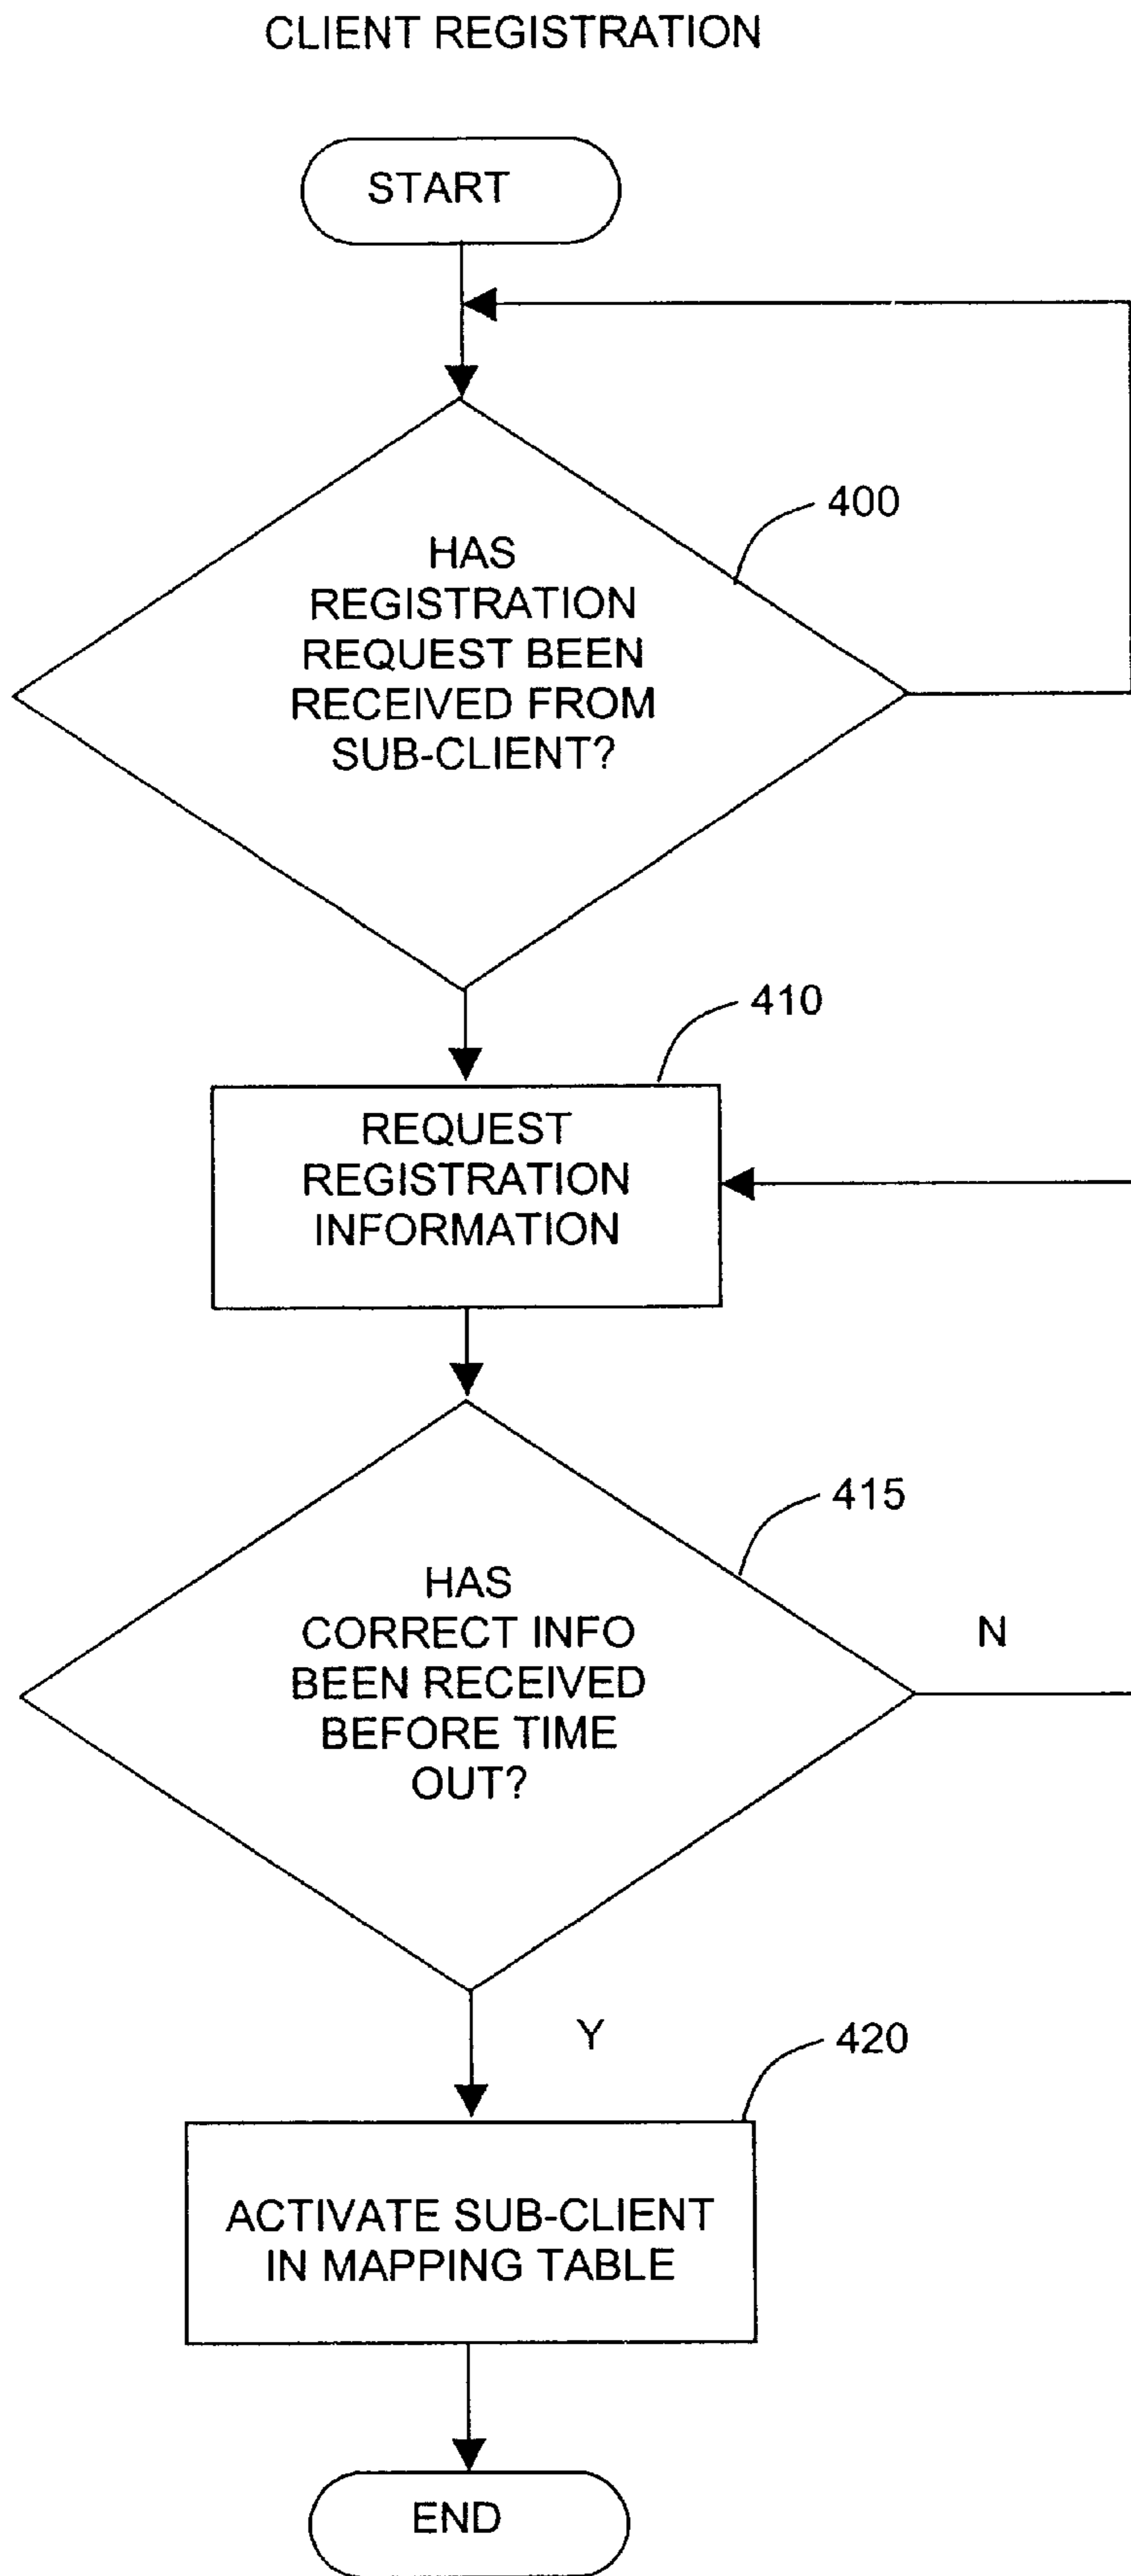 CLIENT REGISTRATION
START
400
HAS
REGISTRATION
REQUEST BEEN
RECEIVED FROM
SUB-CLIENT?
410
REQUEST
REGISTRATION
INFORMATION
415
HAS
CORRECT INFO
BEEN RECEIVED
BEFORE TIME
OUT?
N
Y
420
ACTIVATE SUB-CLIENT
IN MAPPING TABLE
END